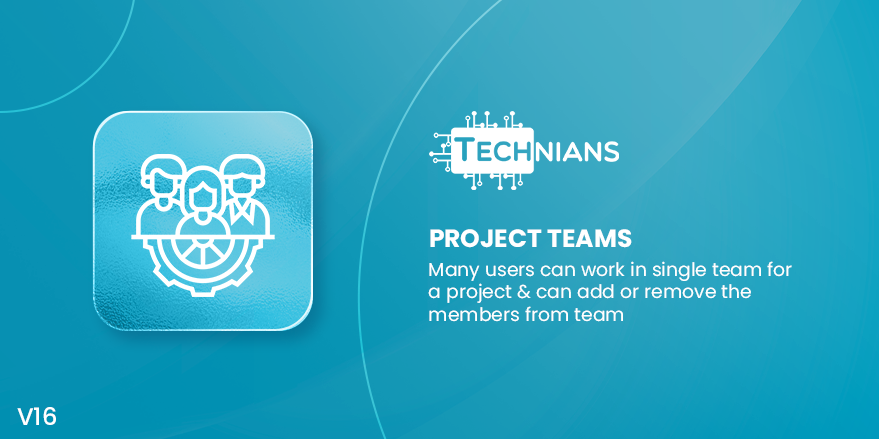 TECHNIANS
PROJECT TEAMS
Many users can work in single team for
a project & can add or remove the
members from team
V16